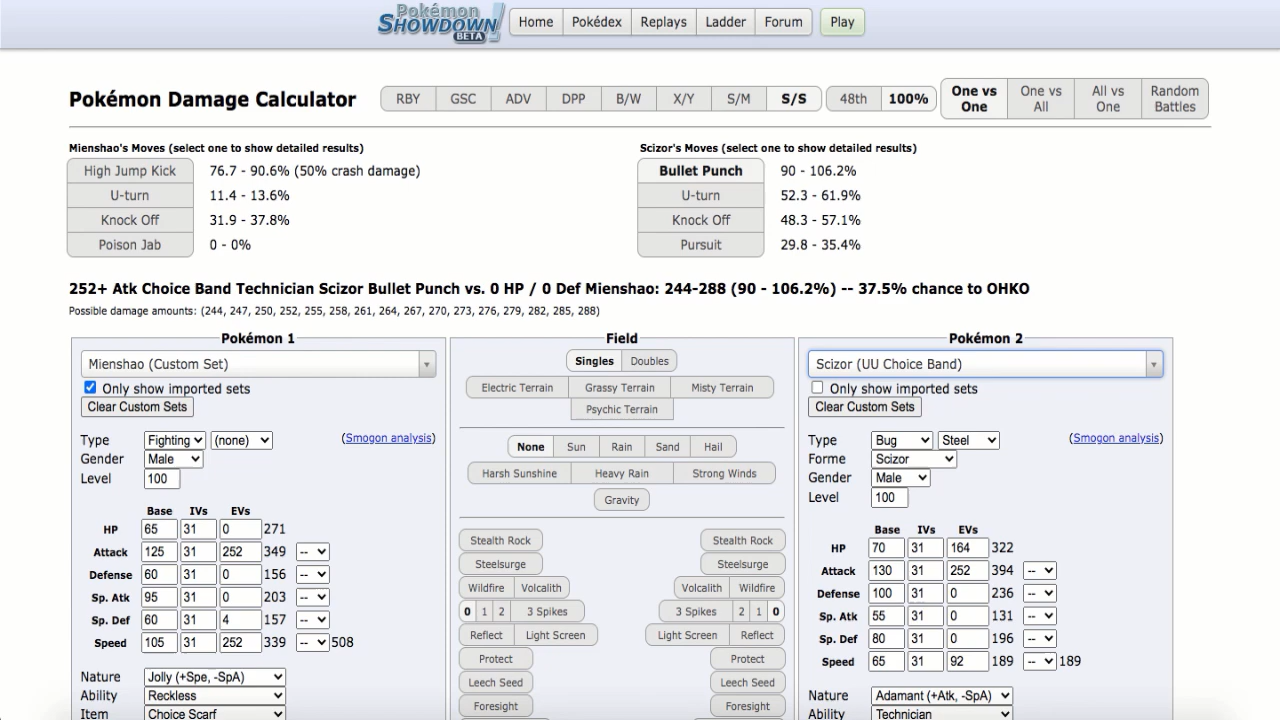 Pokémon
SHOWDOWN!
BETA
Home Pokédex Replays Ladder Forum Play
Pokémon Damage Calculator RBY GSC ADV DPP B/W X/Y S/M S/S 48th 100% One vs One One vs All All vs One Random Battles
Mienshao's Moves (select one to show detailed results) Scizor's Moves (select one to show detailed results)
High Jump Kick 76.7 - 90.6% (50% crash damage) Bullet Punch 90 - 106.2%
U-turn 11.4 - 13.6% U-turn 52.3 - 61.9%
Knock Off 31.9 - 37.8% Knock Off 48.3 - 57.1%
Poison Jab 0 - 0% Pursuit 29.8 - 35.4%
252+ Atk Choice Band Technician Scizor Bullet Punch vs. 0 HP / 0 Def Mienshao: 244-288 (90 - 106.2%) -- 37.5% chance to OHKO
Possible damage amounts: (244, 247, 250, 252, 255, 258, 261, 264, 267, 270, 273, 276, 279, 282, 285, 288)
Pokémon 1
Mienshao (Custom Set)
Only show imported sets
Clear Custom Sets
Type Fighting (none) (Smogon analysis)
Gender Male
Level 100
Base IVs EVs
HP 65 31 0 271
Attack 125 31 252 349 --
Defense 60 31 0 156 --
Sp. Atk 95 31 0 203 --
Sp. Def 60 31 4 157 --
Speed 105 31 252 339 -- 508
Nature Jolly (+Spe, -SpA)
Ability Reckless
Item Choice Scarf
Field
Singles Doubles
Electric Terrain Grassy Terrain Misty Terrain
Psychic Terrain
None Sun Rain Sand Hail
Harsh Sunshine Heavy Rain Strong Winds
Gravity
Stealth Rock Stealth Rock
Steelsurge Steelsurge
Wildfire Volcalith Volcalith Wildfire
0 1 2 3 Spikes 3 Spikes 2 1 0
Reflect Light Screen Light Screen Reflect
Protect Protect
Leech Seed Leech Seed
Foresight Foresight
Pokémon 2
Scizor (UU Choice Band)
Only show imported sets
Clear Custom Sets
Type Bug Steel (Smogon analysis)
Forme Scizor
Gender Male
Level 100
Base IVs EVs
HP 70 31 164 322
Attack 130 31 252 394 --
Defense 100 31 0 236 --
Sp. Atk 55 31 0 131 --
Sp. Def 80 31 0 196 --
Speed 65 31 92 189 -- 189
Nature Adamant (+Atk, -SpA)
Ability Technician